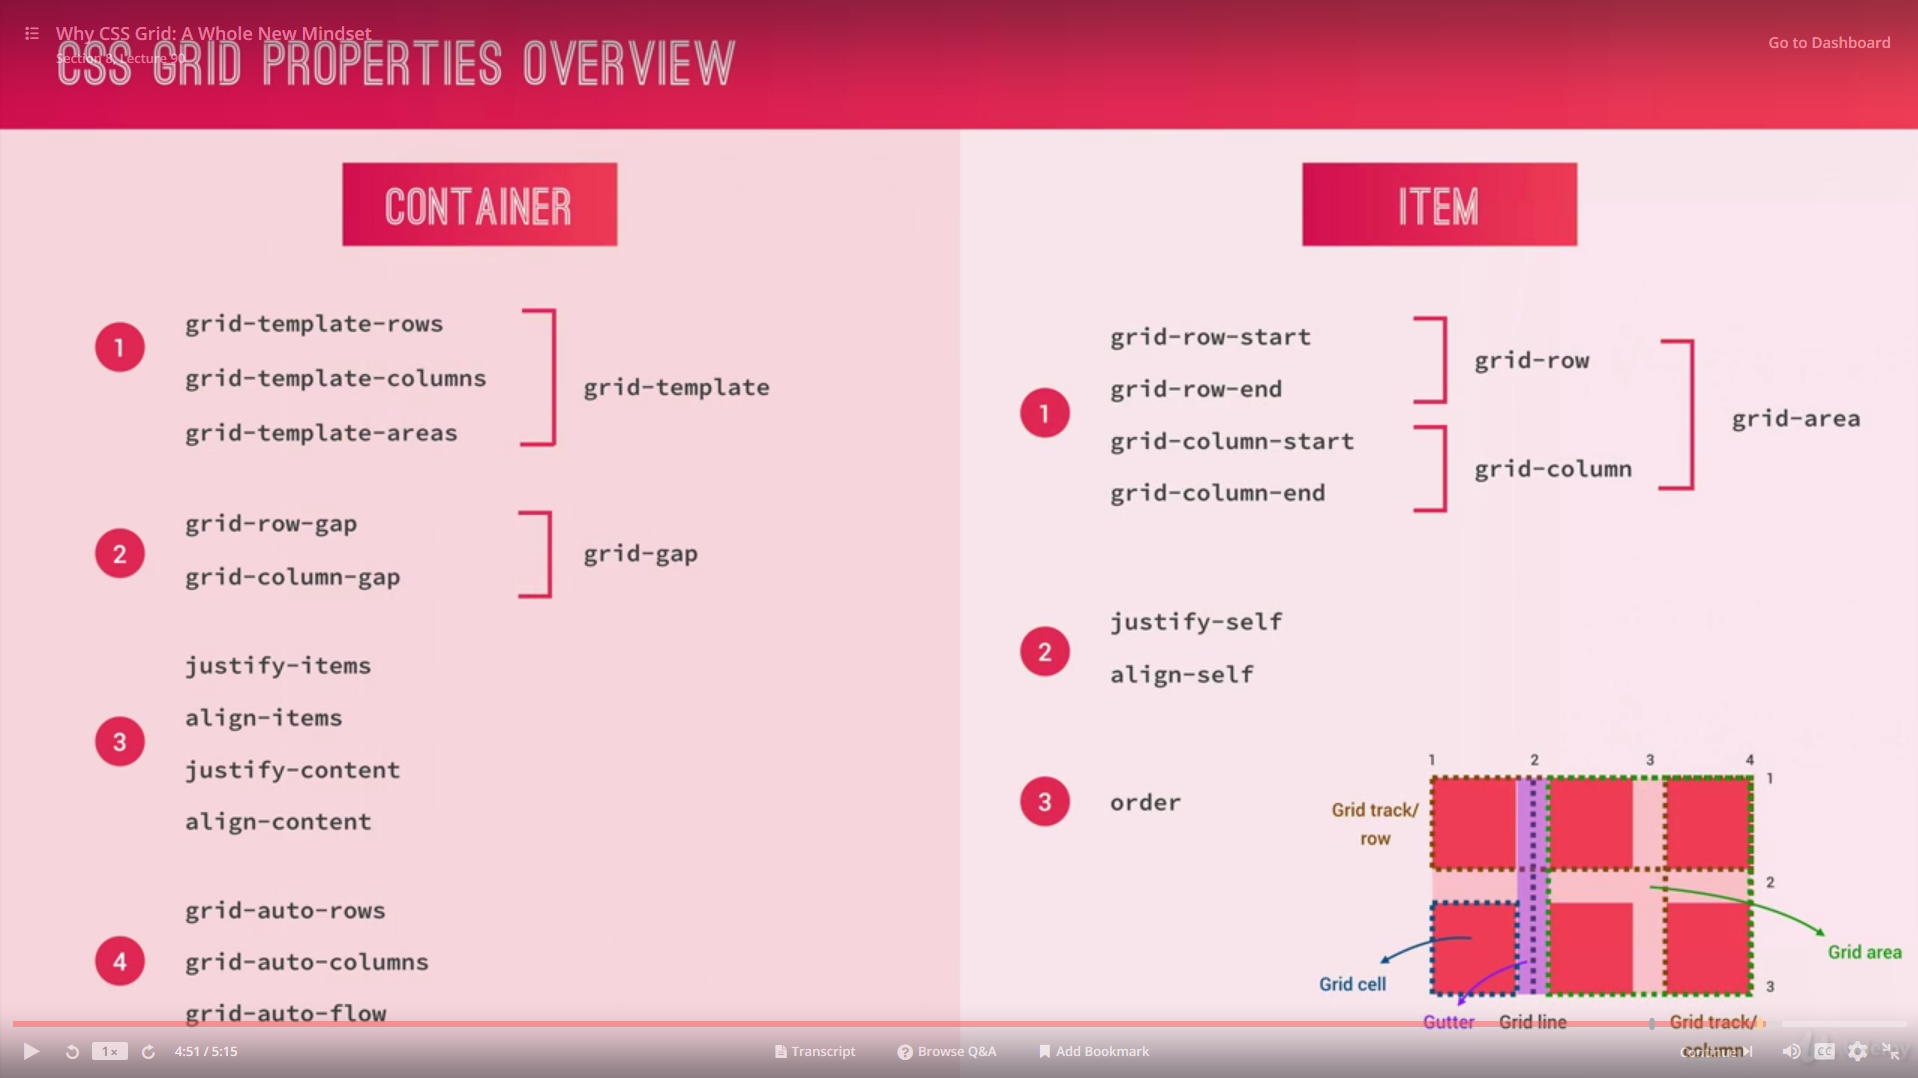 Why CSS Grid: A Whole New Mindset
Section 8, Lecture 90
Go to Dashboard
CSS GRID PROPERTIES OVERVIEW
CONTAINER
1
grid-template-rows
grid-template-columns
grid-template-areas
grid-template
2
grid-row-gap
grid-column-gap
grid-gap
3
justify-items
align-items
justify-content
align-content
4
grid-auto-rows
grid-auto-columns
grid-auto-flow
ITEM
1
grid-row-start
grid-row-end
grid-column-start
grid-column-end
grid-row
grid-column
grid-area
2
justify-self
align-self
3
order
1 2 3 4
1
2
3
Grid track/
row
Grid cell
Grid area
Gutter
Grid line
Grid track/
column
1×
4:51 / 5:15
Transcript
Browse Q&A
Add Bookmark
Continue
CC